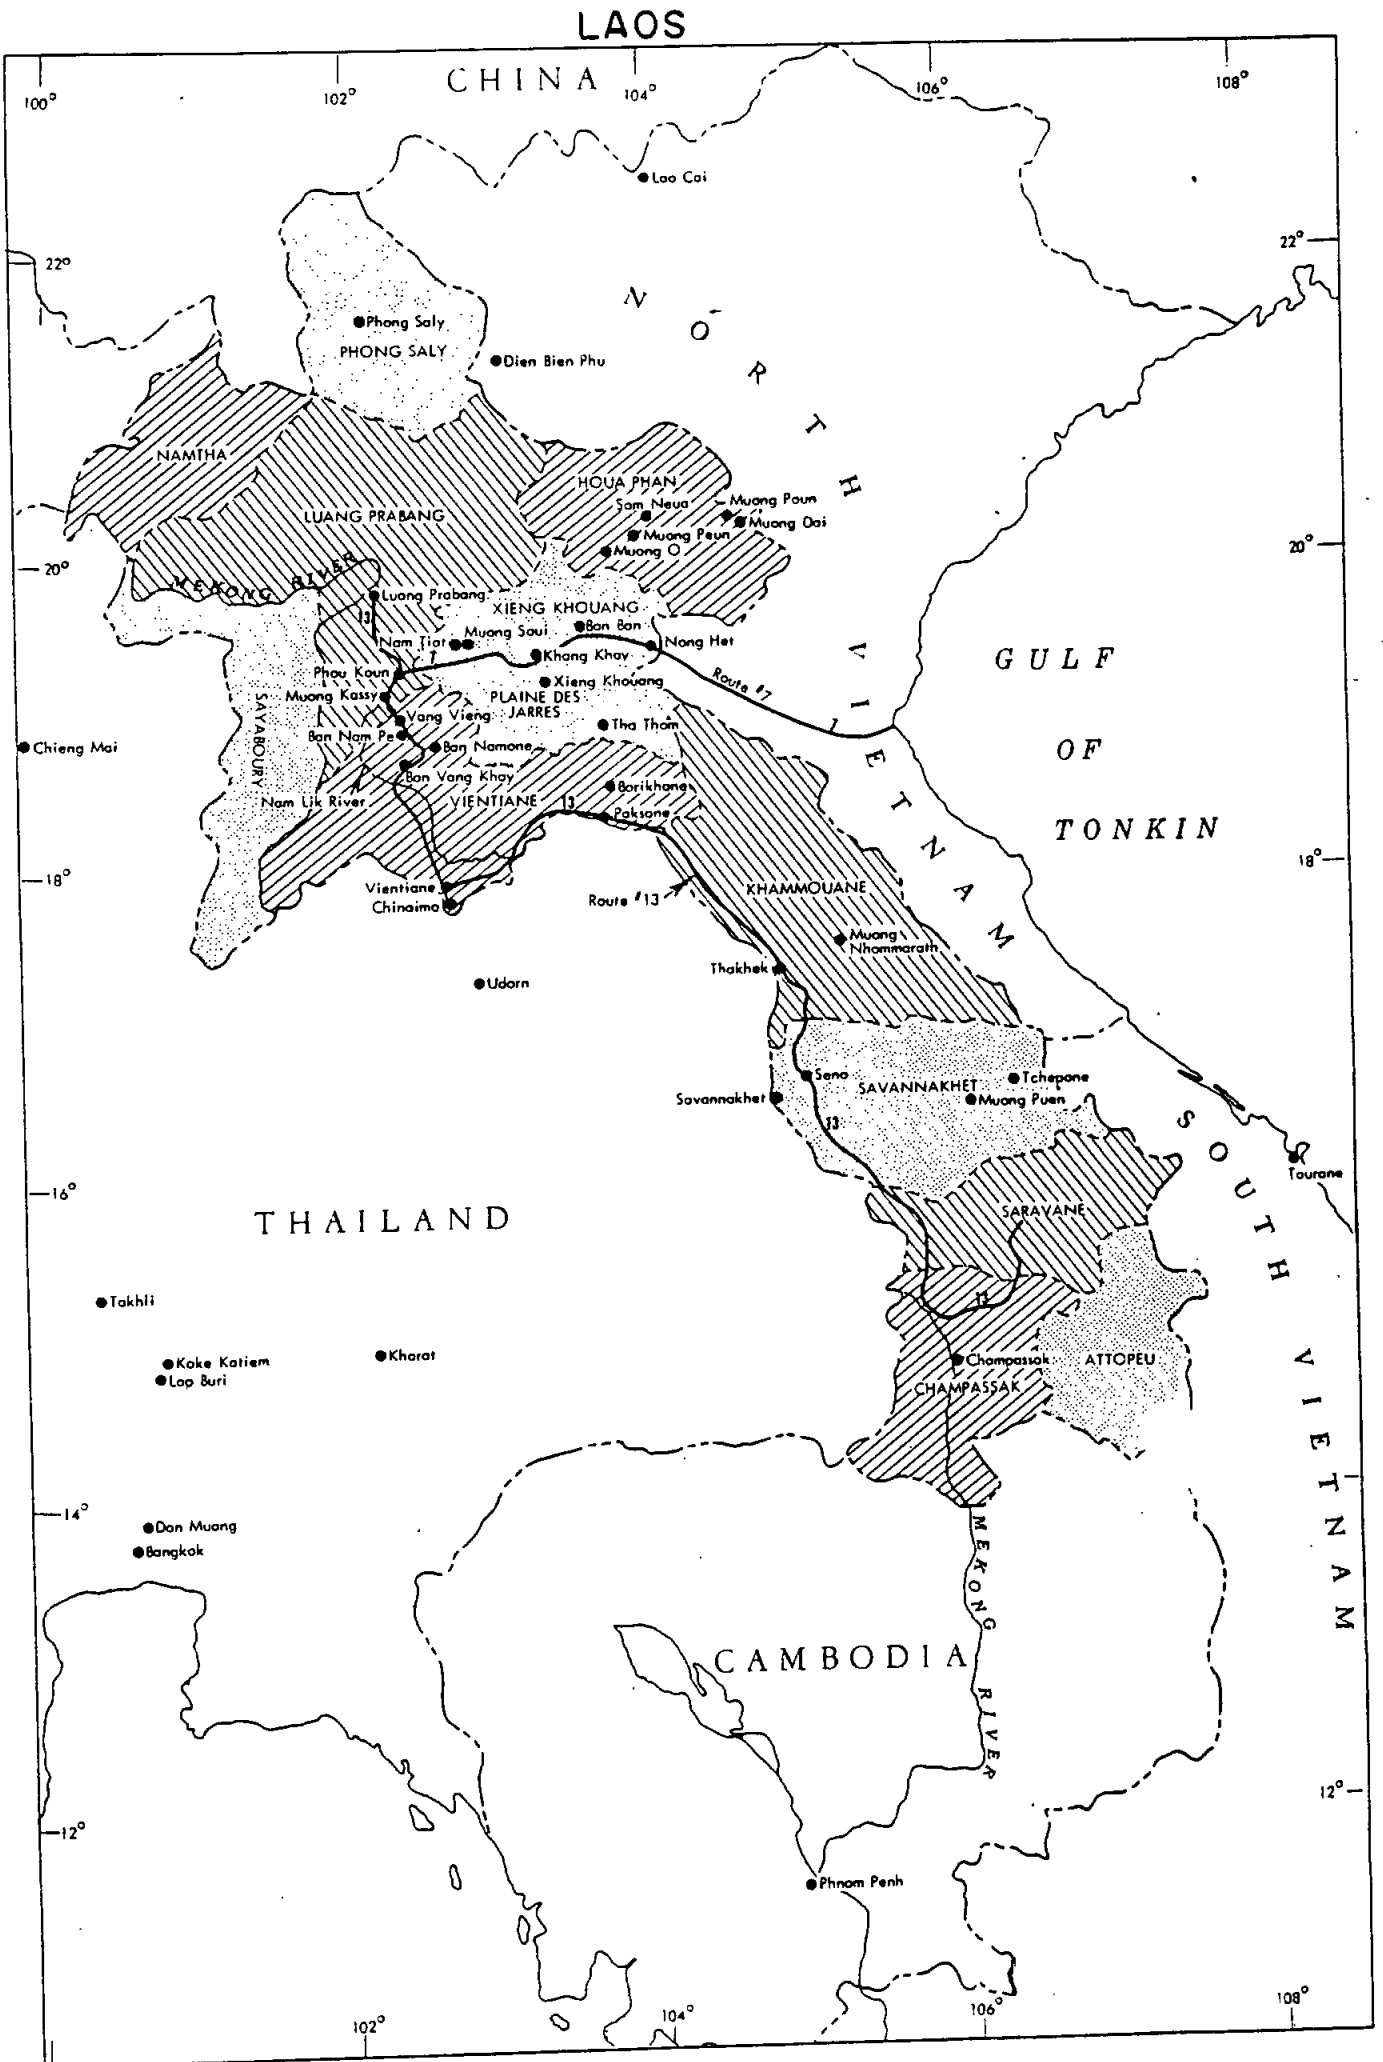 LAOS
100°
102°
CHINA
104°
106°
108°
Lao Cai
22°
22°
NORTH VIETNAM
Phong Saly
PHONG SALY
Dien Bien Phu
NAMTHA
HOUA PHAN
Sam Neua
Muong Poun
Muong Dai
LUANG PRABANG
Muong Peun
Muong O
20°
20°
MEKONG RIVER
Luang Prabang
XIENG KHOUANG
13
Ban Ban
Nam Tiat
Muong Soui
Nong Het
7
Khang Khay
GULF
OF
TONKIN
Phou Koun
Xieng Khouang
Route #7
Muong Kassy
PLAINE DES
JARRES
SAYABOURY
Vang Vieng
Tha Thom
Ban Nam Pe
Chieng Mai
Ban Namone
Ban Vang Khay
Borikhane
Nam Lik River
VIENTIANE
13
Paksane
18°
18°
Vientiane
KHAMMOUANE
Route #13
Chinaimo
Muong
Nhommarath
Thakhek
Udorn
Seno
SAVANNAKHET
Tchepone
Savannakhet
Muong Puen
13
SOUTH VIETNAM
Tourane
16°
THAILAND
SARAVANE
Takhli
13
Khorat
Koke Katiem
Lop Buri
Champassak
ATTOPEU
CHAMPASSAK
14°
Don Muang
Bangkok
MEKONG RIVER
CAMBODIA
12°
12°
Phnom Penh
102°
104°
106°
108°